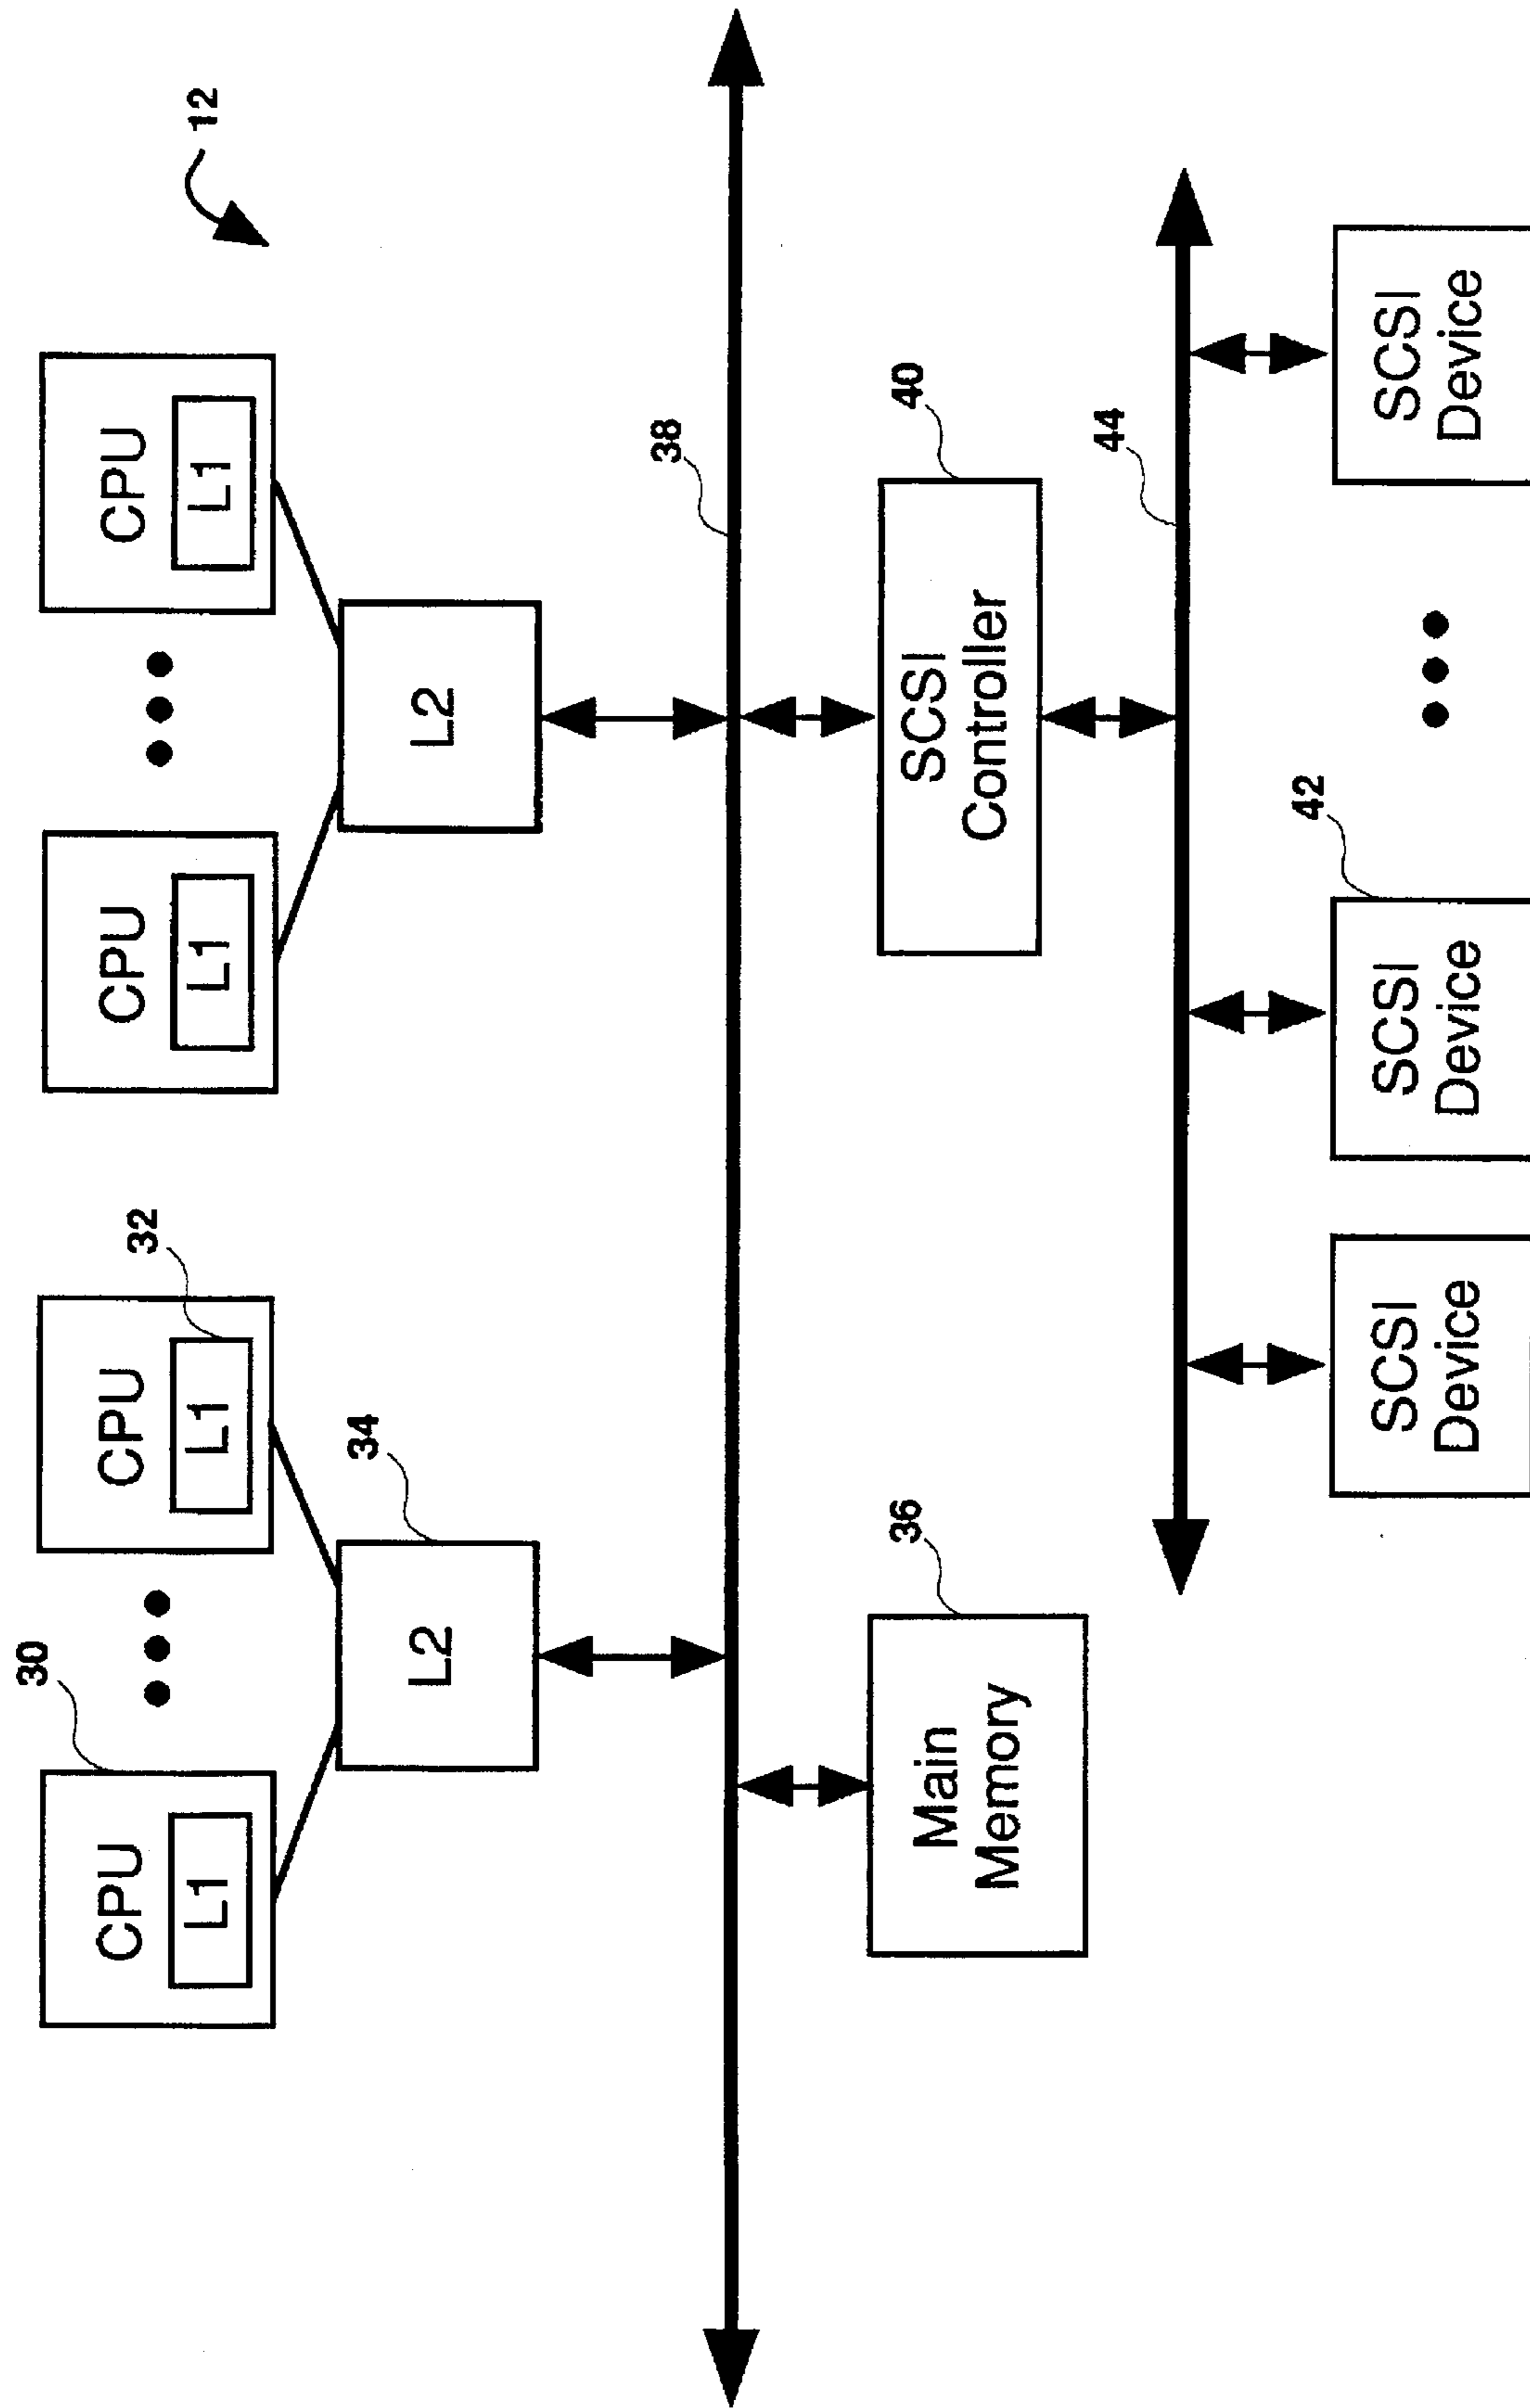 12
30
32
CPU
L1
CPU
L1
CPU
L1
CPU
L1
34
L2
L2
38
36
40
Main
Memory
SCSI
Controller
44
42
SCSI
Device
SCSI
Device
SCSI
Device